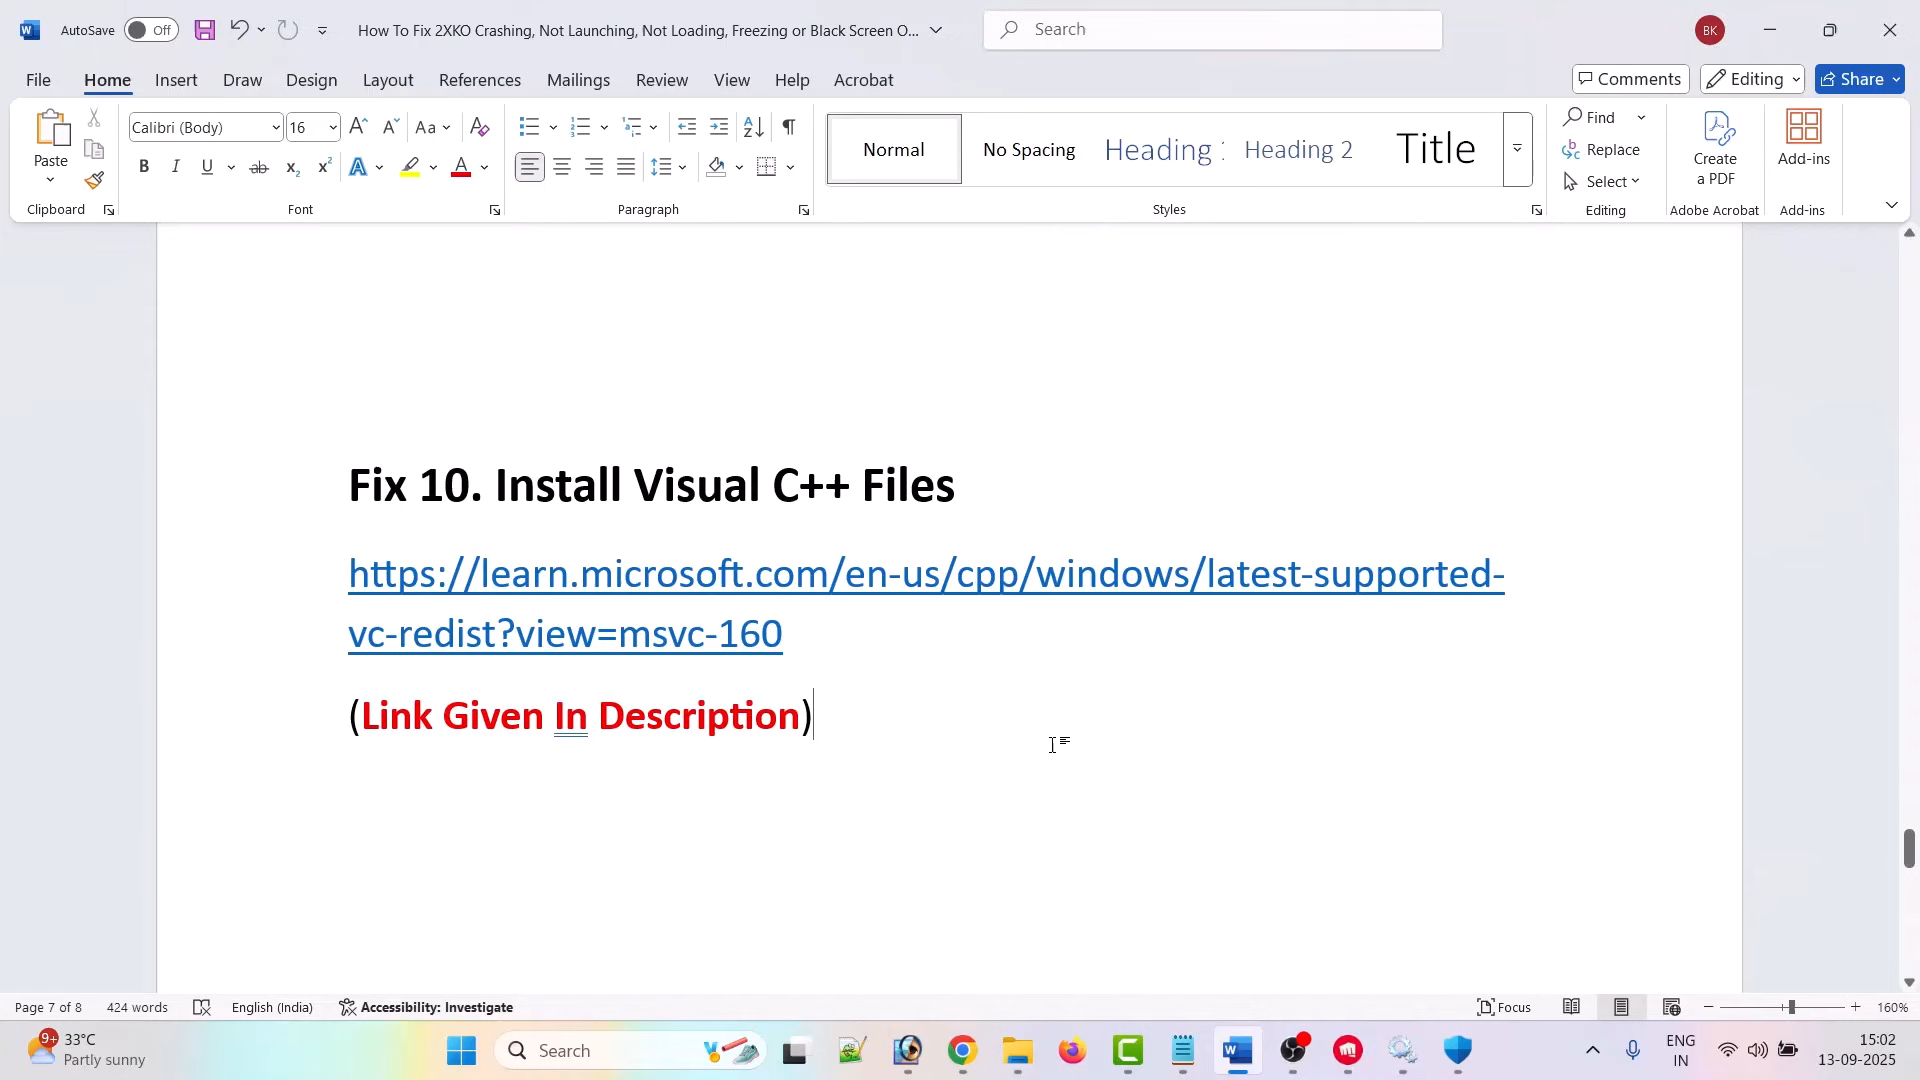 AutoSave Off How To Fix 2XKO Crashing, Not Launching, Not Loading, Freezing or Black Screen O... Search BK
File Home Insert Draw Design Layout References Mailings Review View Help Acrobat Comments Editing Share
Calibri (Body) 16 Aa
Paste
Normal No Spacing Heading 1 Heading 2 Title
Find
Replace
Select
Create a PDF
Add-ins
Clipboard Font Paragraph Styles Editing Adobe Acrobat Add-ins
Fix 10. Install Visual C++ Files
https://learn.microsoft.com/en-us/cpp/windows/latest-supported-
vc-redist?view=msvc-160
(Link Given In Description)
Page 7 of 8 424 words English (India) Accessibility: Investigate Focus 160%
9+ 33°C
Partly sunny
Search
ENG
IN
15:02
13-09-2025